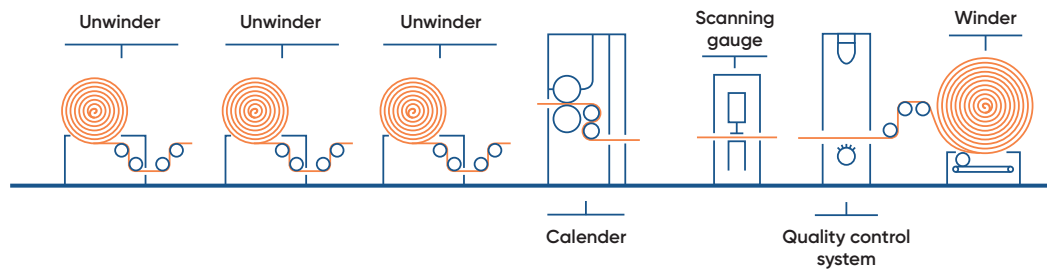 Unwinder
Unwinder
Unwinder
Scanning
gauge
Winder
Calender
Quality control
system